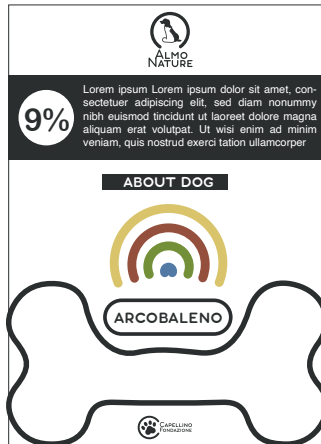 ALMO
NATURE
9%
Lorem ipsum Lorem ipsum dolor sit amet, con-
sectetuer adipiscing elit, sed diam nonummy
nibh euismod tincidunt ut laoreet dolore magna
aliquam erat volutpat. Ut wisi enim ad minim
veniam, quis nostrud exerci tation ullamcorper
ABOUT DOG
ARCOBALENO
CAPELLINO
FONDAZIONE